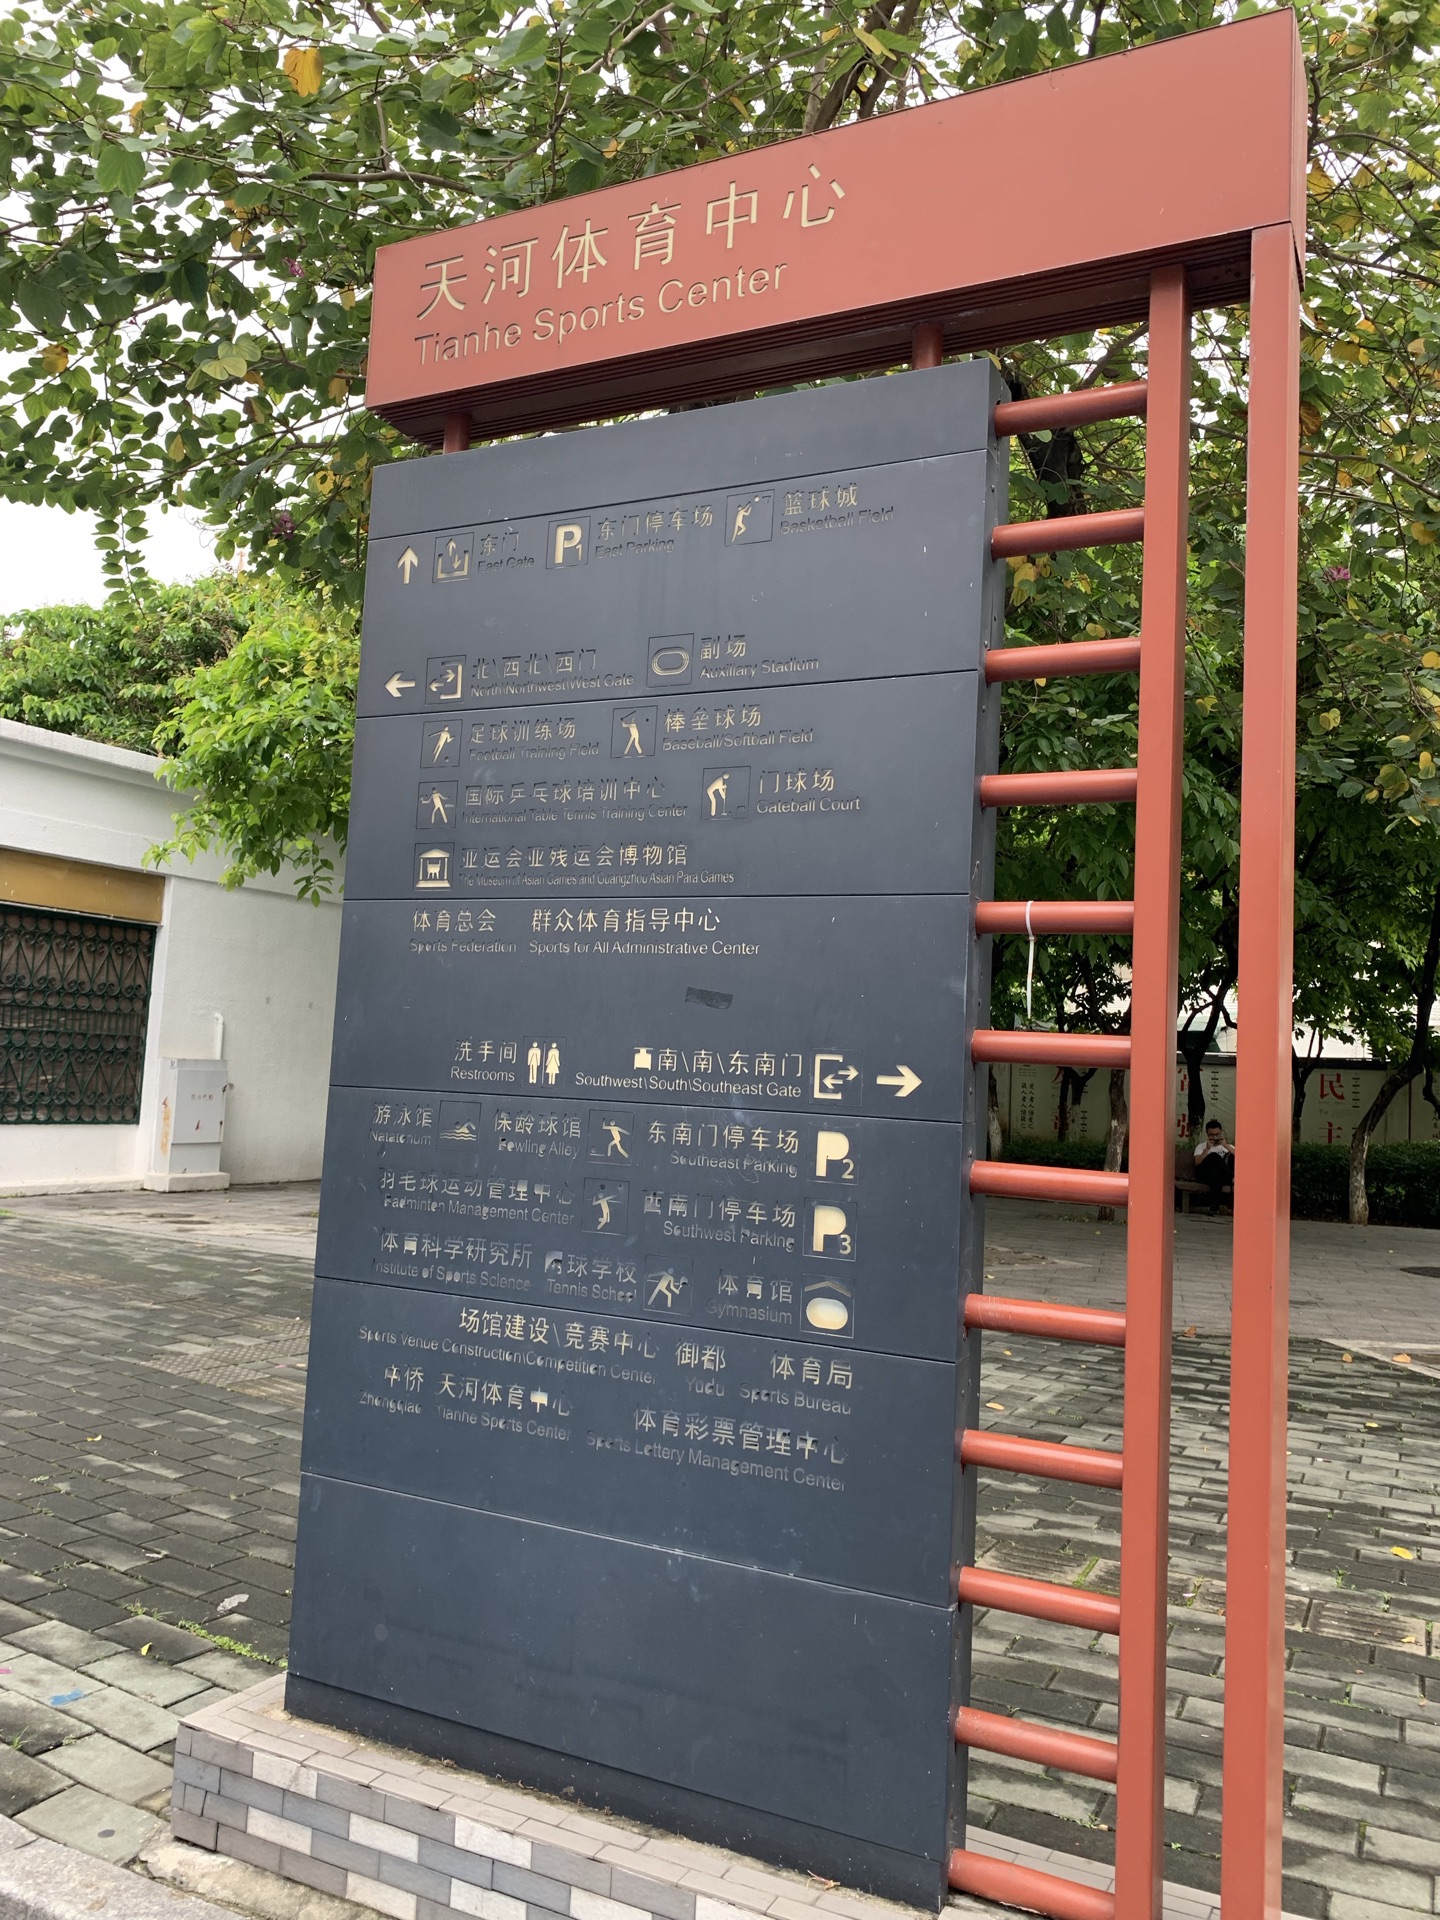 天河体育中心
Tianhe Sports Center
东门 P1 东门停车场 篮球城
East Gate East Parking Basketball Field
北\西北\西门 副场
North\Northwest\West Gate Auxiliary Stadium
足球训练场 棒垒球场
Football Training Field Baseball/Softball Field
国际乒乓球培训中心 门球场
International Table Tennis Training Center Gateball Court
亚运会亚残运会博物馆
The Museum of Asian Games and Guangzhou Asian Para Games
体育总会 群众体育指导中心
Sports Federation Sports for All Administrative Center
洗手间 西南\南\东南门
Restrooms Southwest\South\Southeast Gate
游泳馆 保龄球馆 东南门停车场 P2
Natatorium Bowling Alley Southeast Parking
羽毛球运动管理中心 西南门停车场 P3
Badminton Management Center Southwest Parking
体育科学研究所 网球学校 体育馆
Institute of Sports Science Tennis School Gymnasium
场馆建设\竞赛中心 御都 体育局
Sports Venue Construction\Competition Center Yudu Sports Bureau
中侨 天河体育中心 体育彩票管理中心
Zhongqiao Tianhe Sports Center Sports Lottery Management Center
富强
民主